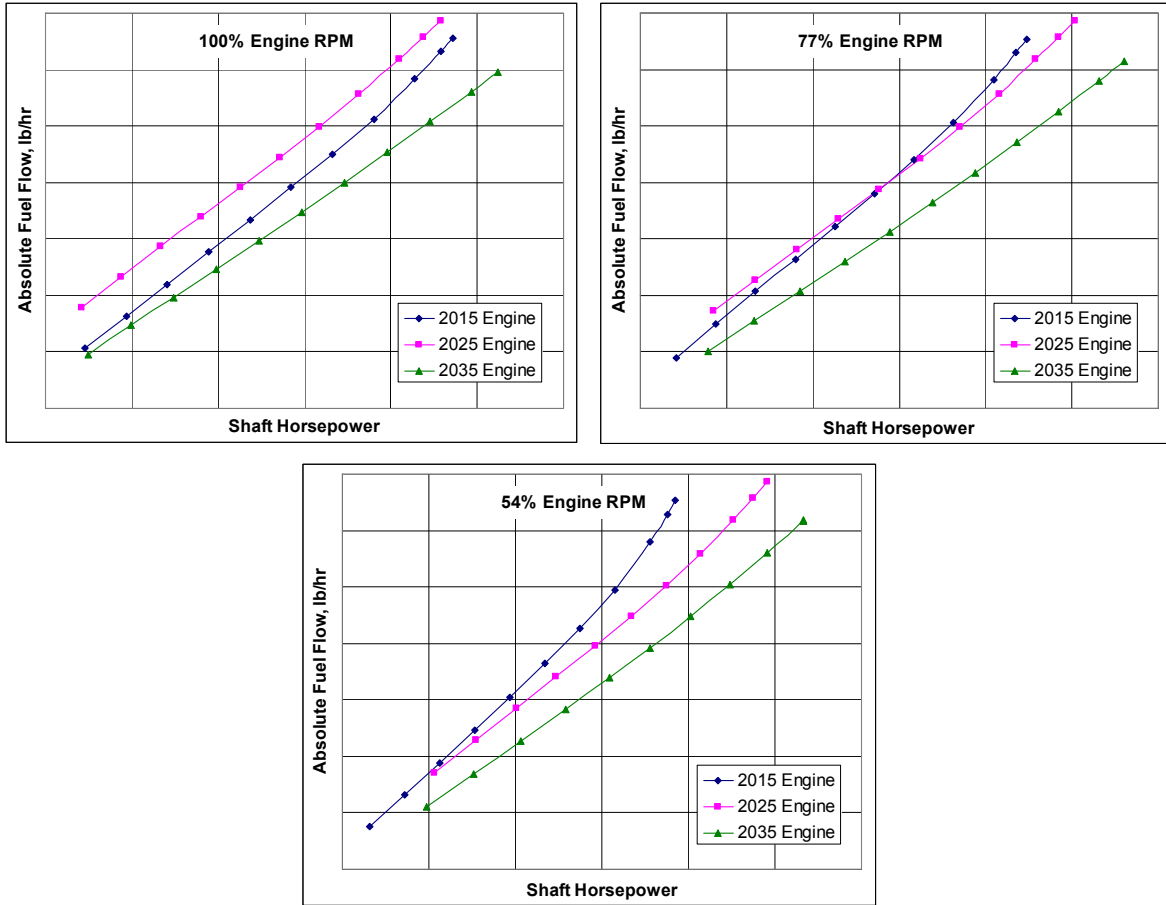 100% Engine RPM
Absolute Fuel Flow, lb/hr
2015 Engine
2025 Engine
2035 Engine
Shaft Horsepower
77% Engine RPM
Absolute Fuel Flow, lb/hr
2015 Engine
2025 Engine
2035 Engine
Shaft Horsepower
54% Engine RPM
Absolute Fuel Flow, lb/hr
2015 Engine
2025 Engine
2035 Engine
Shaft Horsepower